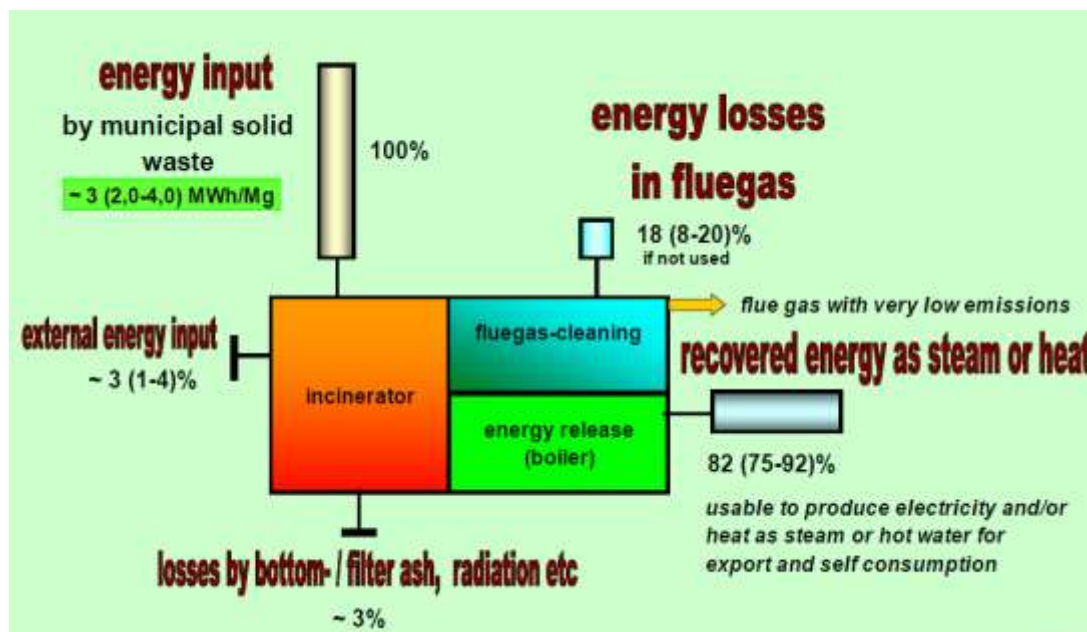 energy input
by municipal solid
waste
~ 3 (2,0-4,0) MWh/Mg
100%
energy losses
in fluegas
18 (8-20)%
if not used
flue gas with very low emissions
external energy input
~ 3 (1-4)%
incinerator
fluegas-cleaning
energy release
(boiler)
recovered energy as steam or heat
82 (75-92)%
usable to produce electricity and/or
heat as steam or hot water for
export and self consumption
losses by bottom- / filter ash, radiation etc
~ 3%